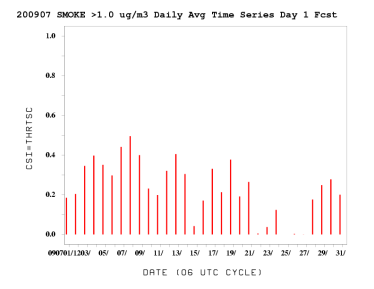 200907 SMOKE >1.0 ug/m3 Daily Avg Time Series Day 1 Fcst
1.0
0.8
0.6
0.4
0.2
0.0
CSI=THRTSC
090701/1203/ 05/ 07/ 09/ 11/ 13/ 15/ 17/ 19/ 21/ 23/ 25/ 27/ 29/ 31/
DATE (06 UTC CYCLE)